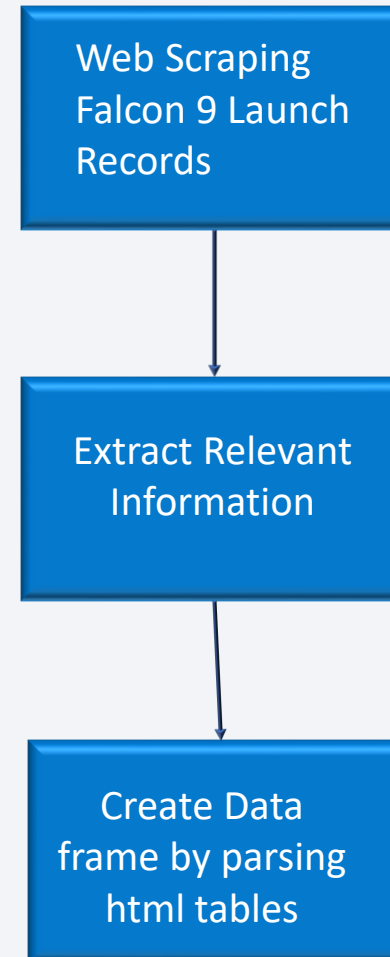 Web Scraping
Falcon 9 Launch
Records
Extract Relevant
Information
Create Data
frame by parsing
html tables